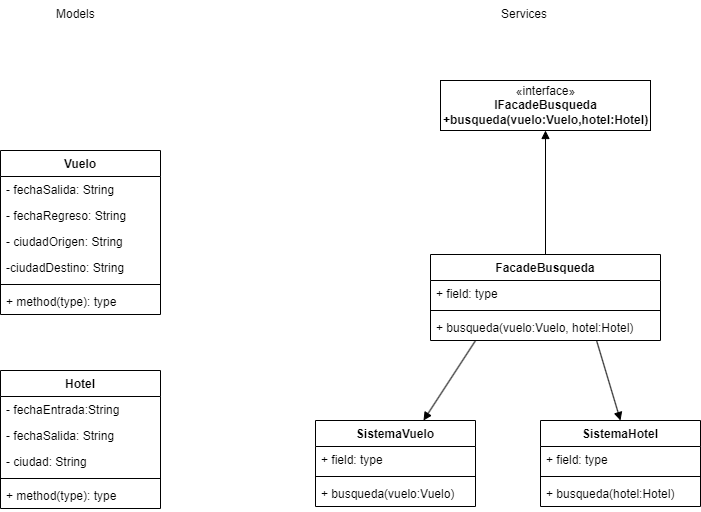 Models
Services
«interface»
IFacadeBusqueda
+busqueda(vuelo:Vuelo,hotel:Hotel)
Vuelo
- fechaSalida: String
- fechaRegreso: String
- ciudadOrigen: String
-ciudadDestino: String
+ method(type): type
FacadeBusqueda
+ field: type
+ busqueda(vuelo:Vuelo, hotel:Hotel)
Hotel
- fechaEntrada:String
- fechaSalida: String
- ciudad: String
+ method(type): type
SistemaVuelo
+ field: type
+ busqueda(vuelo:Vuelo)
SistemaHotel
+ field: type
+ busqueda(hotel:Hotel)